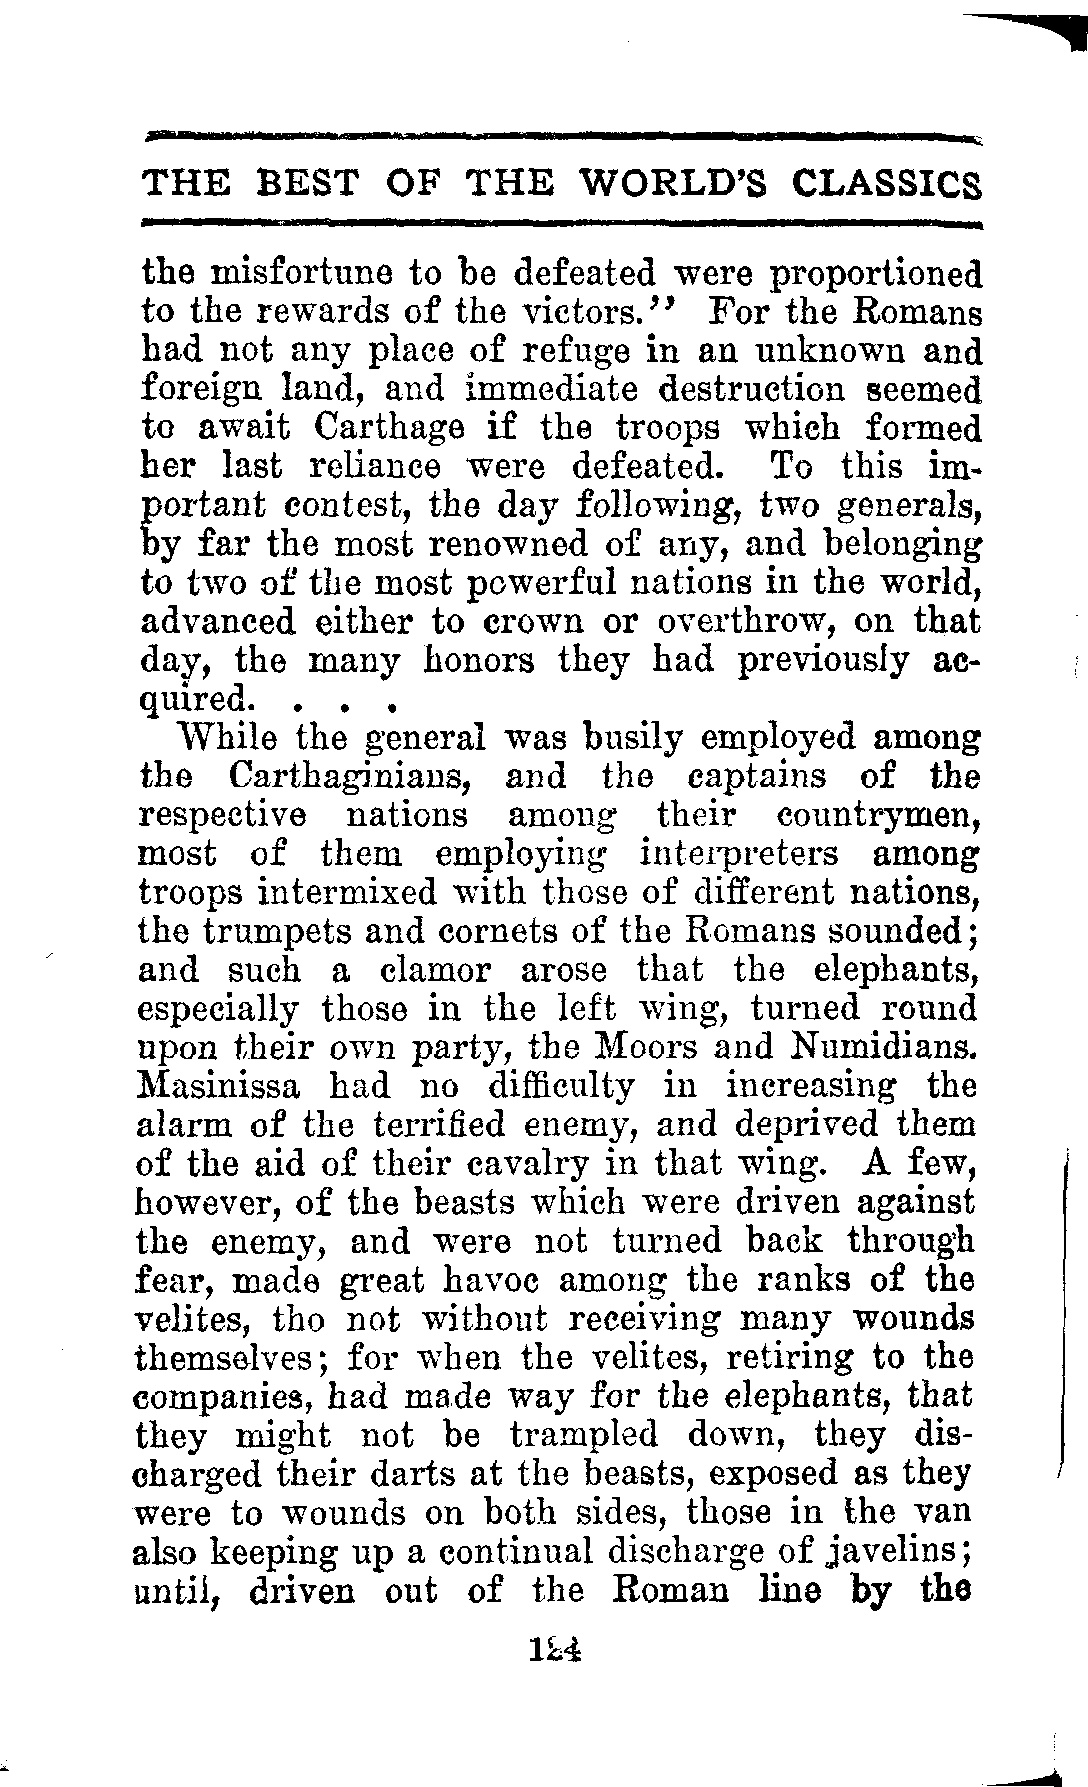 THE BEST OF THE WORLD'S CLASSICS
the misfortune to be defeated were proportioned
to the rewards of the victors." For the Romans
had not any place of refuge in an unknown and
foreign land, and immediate destruction seemed
to await Carthage if the troops which formed
her last reliance were defeated. To this im-
portant contest, the day following, two generals,
by far the most renowned of any, and belonging
to two of the most powerful nations in the world,
advanced either to crown or overthrow, on that
day, the many honors they had previously ac-
quired. . . .
While the general was busily employed among
the Carthaginians, and the captains of the
respective nations among their countrymen,
most of them employing interpreters among
troops intermixed with those of different nations,
the trumpets and cornets of the Romans sounded;
and such a clamor arose that the elephants,
especially those in the left wing, turned round
upon their own party, the Moors and Numidians.
Masinissa had no difficulty in increasing the
alarm of the terrified enemy, and deprived them
of the aid of their cavalry in that wing. A few,
however, of the beasts which were driven against
the enemy, and were not turned back through
fear, made great havoc among the ranks of the
velites, tho not without receiving many wounds
themselves; for when the velites, retiring to the
companies, had made way for the elephants, that
they might not be trampled down, they dis-
charged their darts at the beasts, exposed as they
were to wounds on both sides, those in the van
also keeping up a continual discharge of javelins;
until, driven out of the Roman line by the